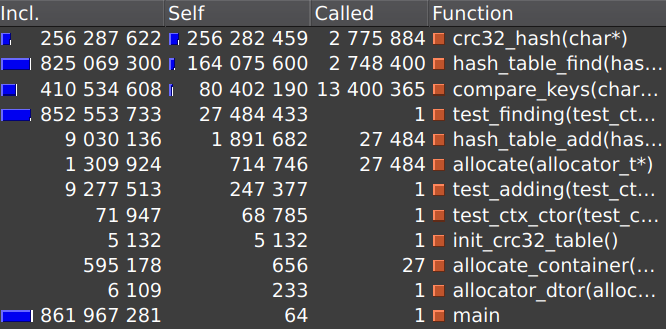 Incl. Self Called Function
256 287 622 256 282 459 2 775 884 crc32_hash(char*)
825 069 300 164 075 600 2 748 400 hash_table_find(has...
410 534 608 80 402 190 13 400 365 compare_keys(char...
852 553 733 27 484 433 1 test_finding(test_ct...
9 030 136 1 891 682 27 484 hash_table_add(has...
1 309 924 714 746 27 484 allocate(allocator_t*)
9 277 513 247 377 1 test_adding(test_ct...
71 947 68 785 1 test_ctx_ctor(test_c...
5 132 5 132 1 init_crc32_table()
595 178 656 27 allocate_container(...
6 109 233 1 allocator_dtor(alloc...
861 967 281 64 1 main